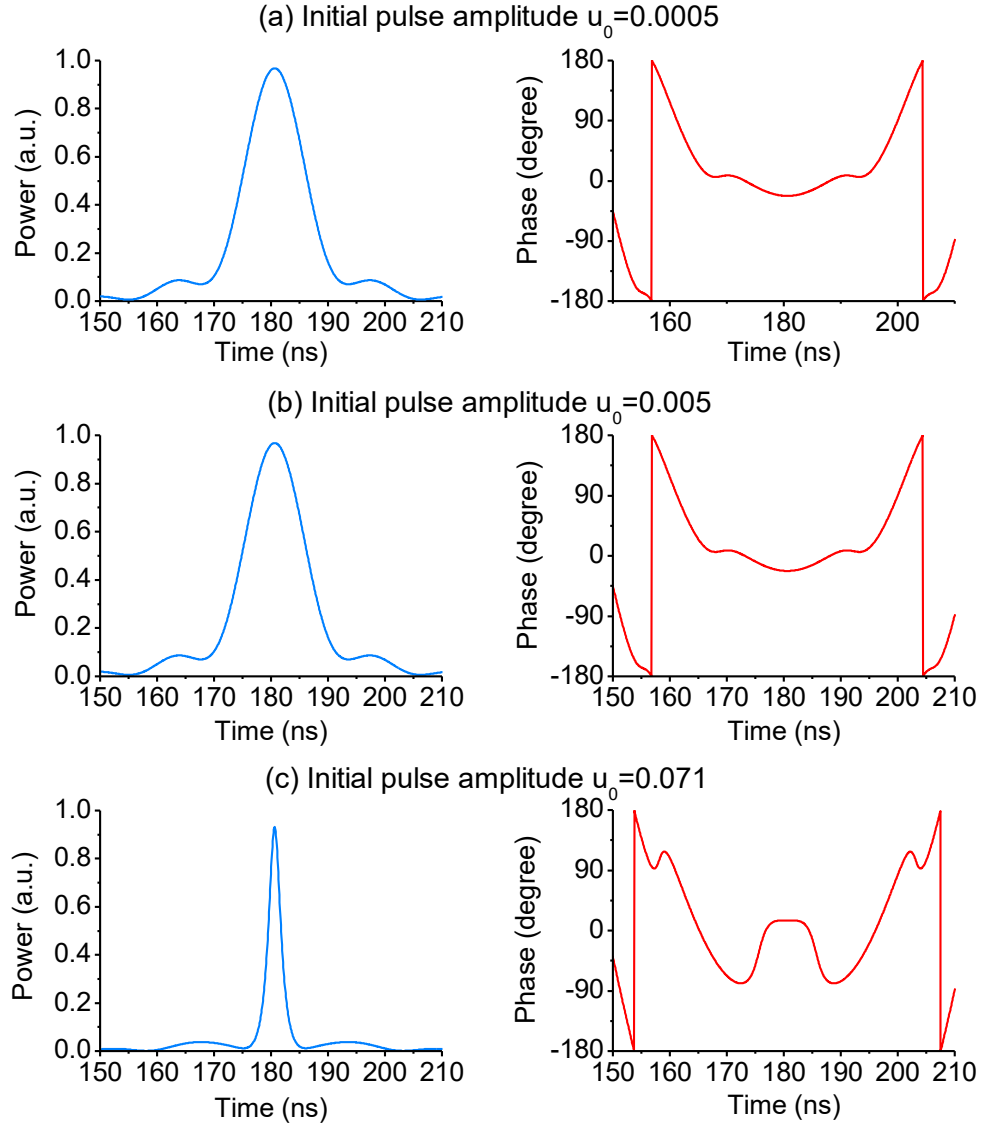 (a) Initial pulse amplitude u₀=0.0005
Power (a.u.)
1.0
0.8
0.6
0.4
0.2
0.0
150 160 170 180 190 200 210
Time (ns)
Phase (degree)
180
90
0
-90
-180
160 180 200
Time (ns)
(b) Initial pulse amplitude u₀=0.005
Power (a.u.)
1.0
0.8
0.6
0.4
0.2
0.0
150 160 170 180 190 200 210
Time (ns)
Phase (degree)
180
90
0
-90
-180
150 160 170 180 190 200 210
Time (ns)
(c) Initial pulse amplitude u₀=0.071
Power (a.u.)
1.0
0.8
0.6
0.4
0.2
0.0
150 160 170 180 190 200 210
Time (ns)
Phase (degree)
180
90
0
-90
-180
150 160 170 180 190 200 210
Time (ns)